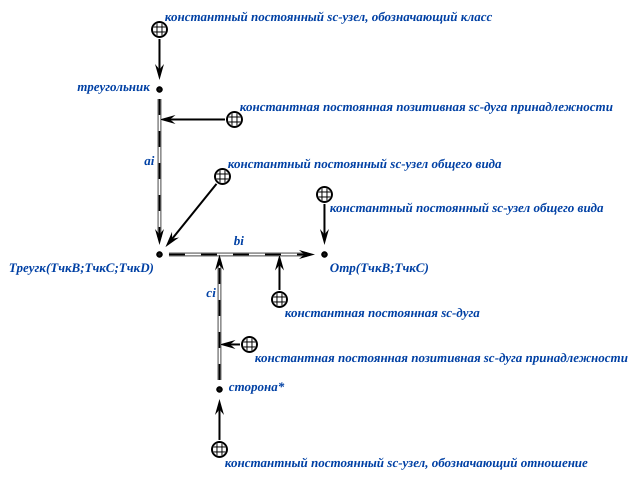 константный постоянный sc-узел, обозначающий класс
треугольник
константная постоянная позитивная sc-дуга принадлежности
ai
константный постоянный sc-узел общего вида
константный постоянный sc-узел общего вида
bi
Треугк(ТчкВ;ТчкС;ТчкD)
Отр(ТчкВ;ТчкС)
ci
константная постоянная sc-дуга
константная постоянная позитивная sc-дуга принадлежности
сторона*
константный постоянный sc-узел, обозначающий отношение